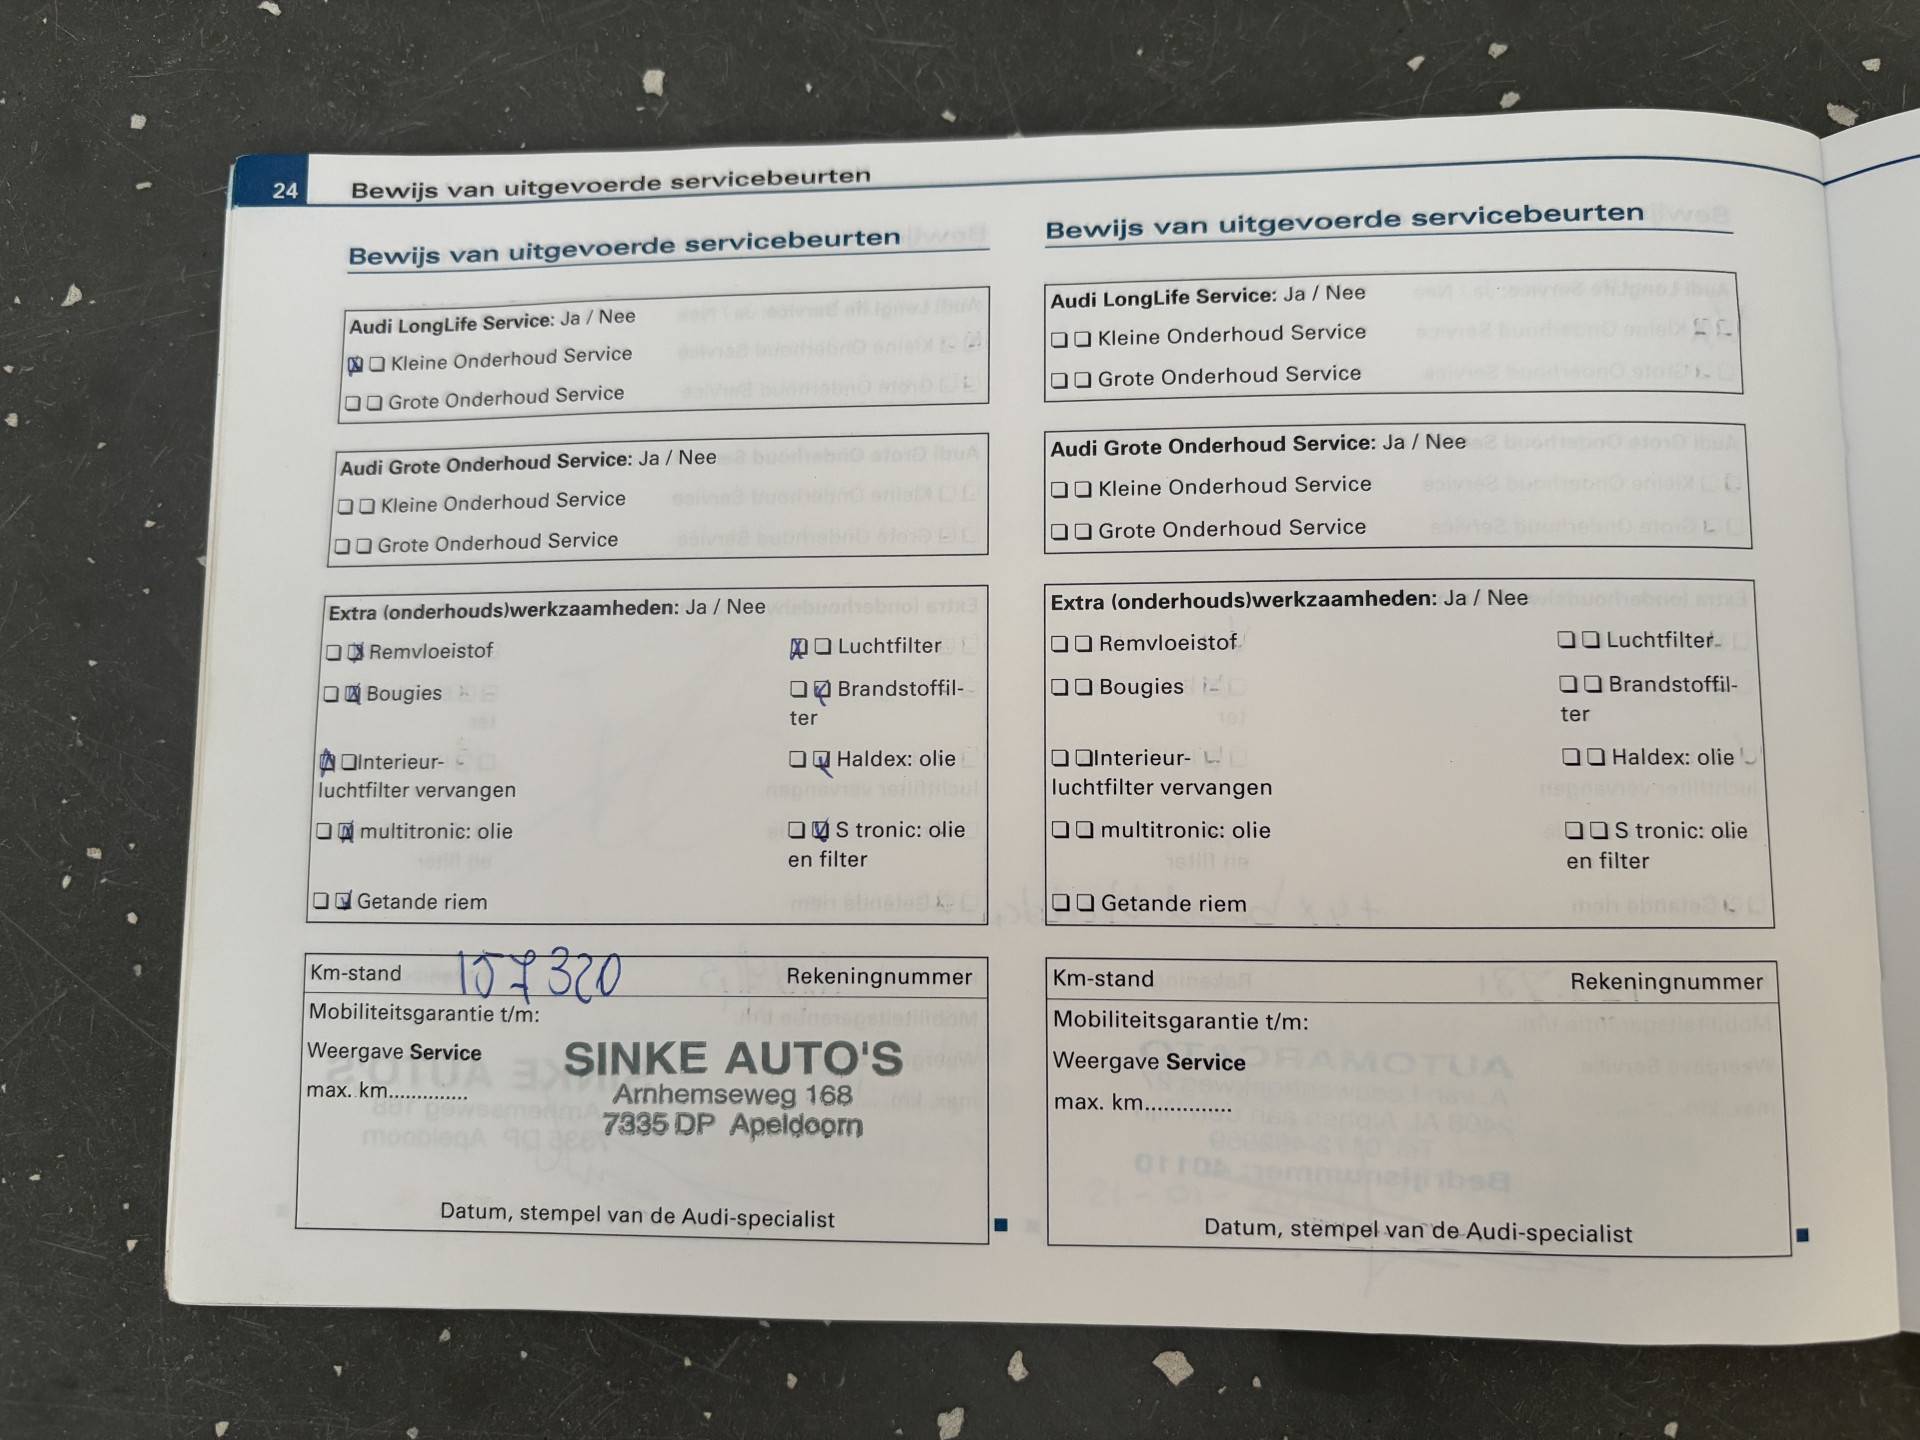 24 Bewijs van uitgevoerde servicebeurten
Bewijs van uitgevoerde servicebeurten
Audi LongLife Service: Ja / Nee
Kleine Onderhoud Service
Grote Onderhoud Service
Audi Grote Onderhoud Service: Ja / Nee
Kleine Onderhoud Service
Grote Onderhoud Service
Extra (onderhouds)werkzaamheden: Ja / Nee
Remvloeistof
Luchtfilter
Bougies
Brandstoffil-
ter
Interieur-
luchtfilter vervangen
Haldex: olie
multitronic: olie
S tronic: olie
en filter
Getande riem
Km-stand 157320 Rekeningnummer
Mobiliteitsgarantie t/m:
Weergave Service
max. km..............
SINKE AUTO'S
Arnhemseweg 168
7335 DP Apeldoorn
Datum, stempel van de Audi-specialist
Bewijs van uitgevoerde servicebeurten
Audi LongLife Service: Ja / Nee
Kleine Onderhoud Service
Grote Onderhoud Service
Audi Grote Onderhoud Service: Ja / Nee
Kleine Onderhoud Service
Grote Onderhoud Service
Extra (onderhouds)werkzaamheden: Ja / Nee
Remvloeistof
Luchtfilter
Bougies
Brandstoffil-
ter
Interieur-
luchtfilter vervangen
Haldex: olie
multitronic: olie
S tronic: olie
en filter
Getande riem
Km-stand Rekeningnummer
Mobiliteitsgarantie t/m:
Weergave Service
max. km..............
Datum, stempel van de Audi-specialist